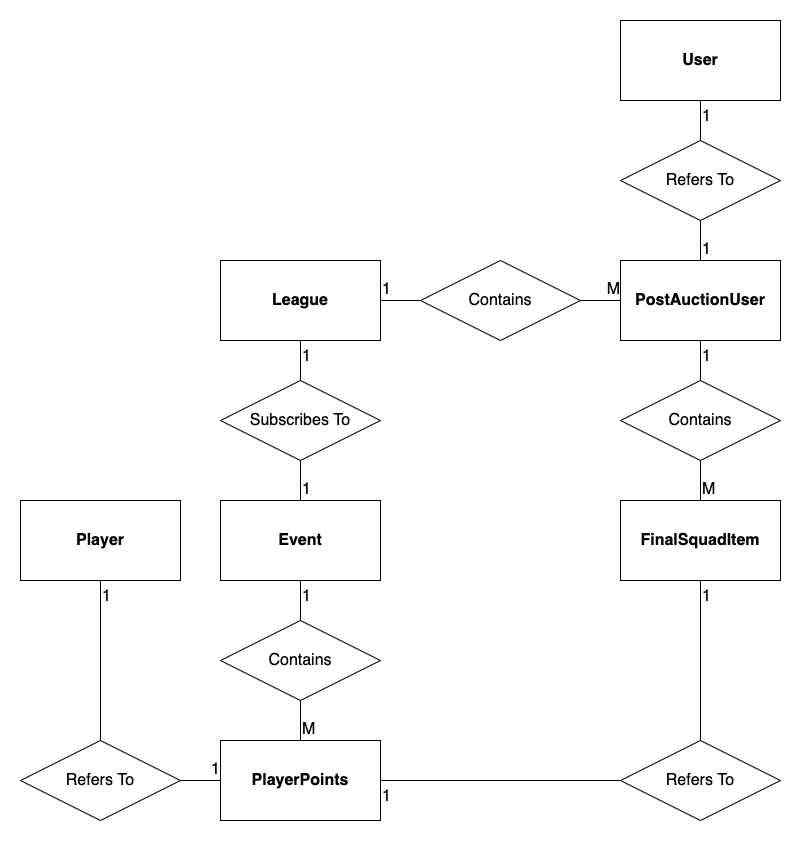 User
1
Refers To
1
League
1
Contains
M
PostAuctionUser
1
1
Subscribes To
Contains
1
M
Player
Event
FinalSquadItem
1
1
1
Contains
M
Refers To
1
PlayerPoints
1
Refers To